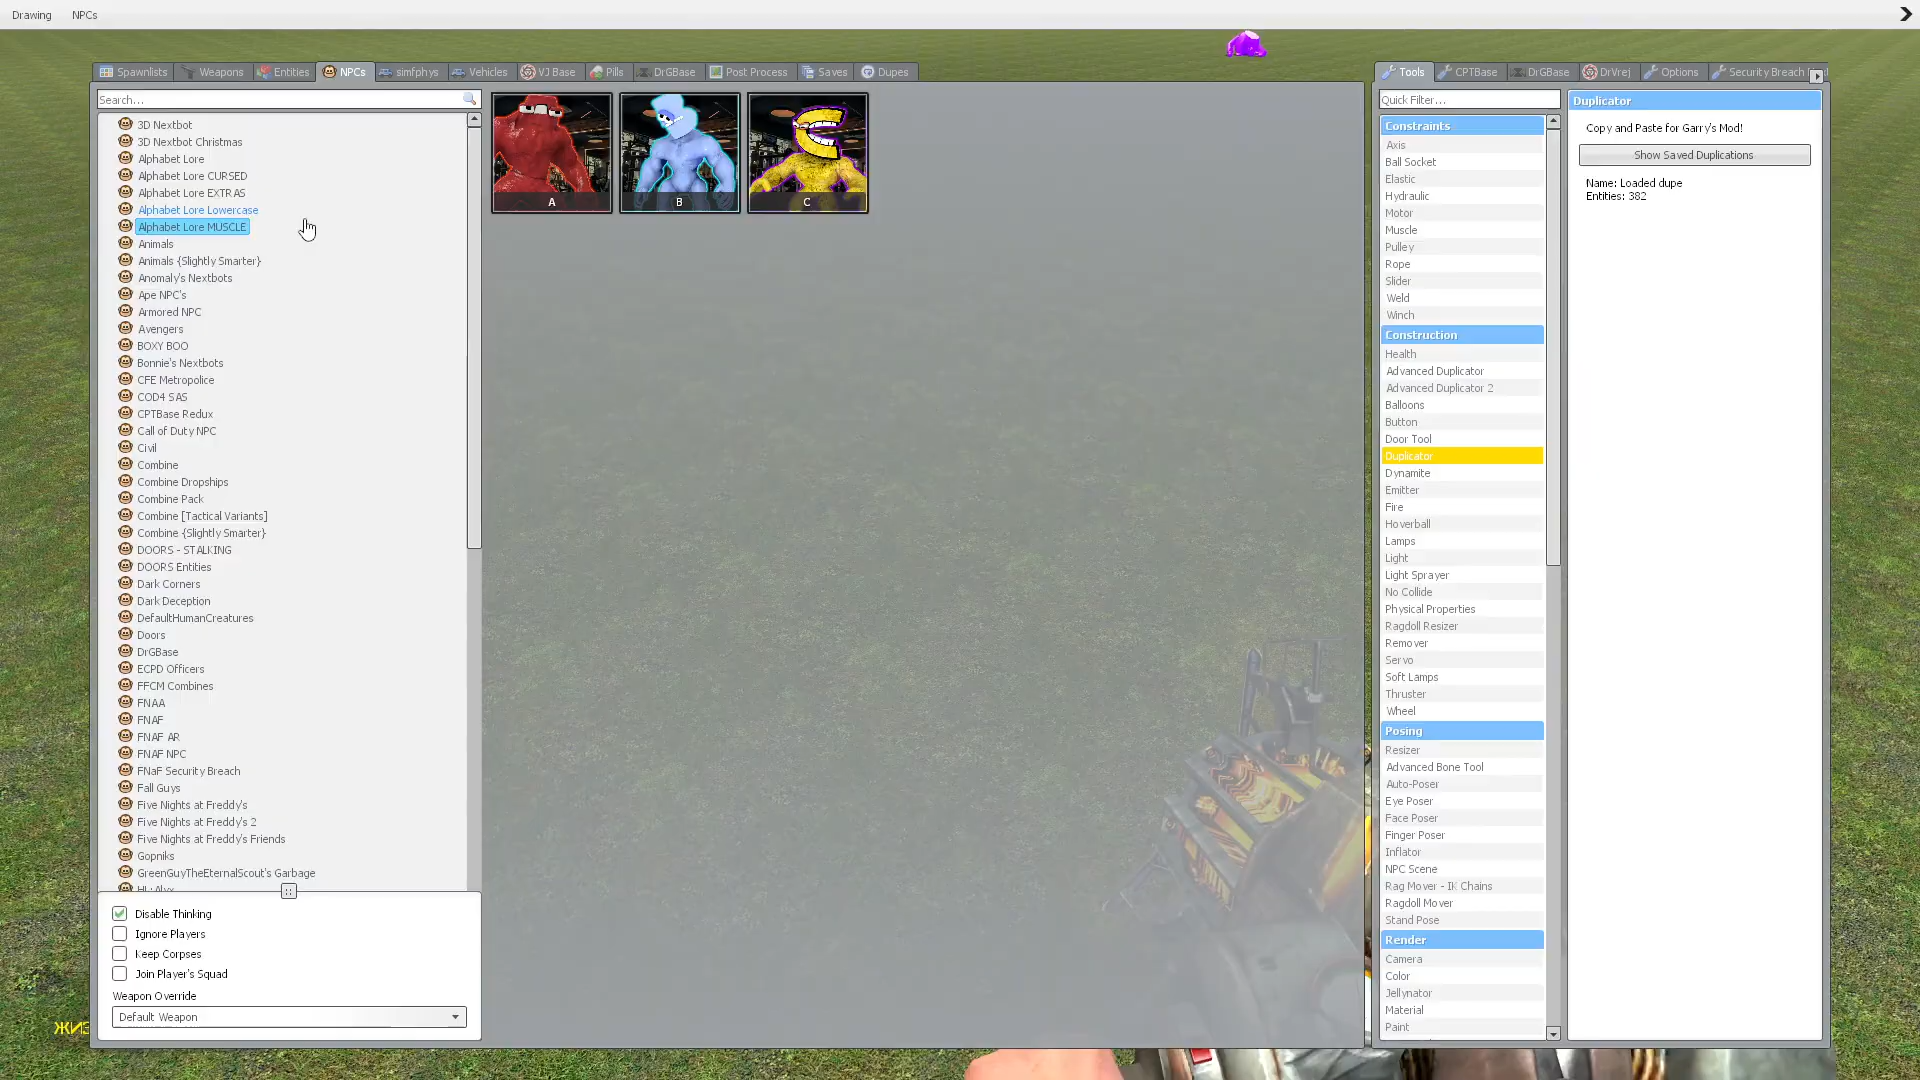 Drawing NPCs
Spawnlists Weapons Entities NPCs simfphys Vehicles VJ Base Pills DrGBase Post Process Saves Dupes
Search...
3D Nextbot
3D Nextbot Christmas
Alphabet Lore
Alphabet Lore CURSED
Alphabet Lore EXTRAS
Alphabet Lore Lowercase
Alphabet Lore MUSCLE
Animals
Animals {Slightly Smarter}
Anomaly's Nextbots
Ape NPC's
Armored NPC
Avengers
BOXY BOO
Bonnie's Nextbots
CFE Metropolice
COD4 SAS
CPTBase Redux
Call of Duty NPC
Civil
Combine
Combine Dropships
Combine Pack
Combine [Tactical Variants]
Combine {Slightly Smarter}
DOORS - STALKING
DOORS Entities
Dark Corners
Dark Deception
DefaultHumanCreatures
Doors
DrGBase
ECPD Officers
FFCM Combines
FNAA
FNAF
FNAF AR
FNAF NPC
FNaF Security Breach
Fall Guys
Five Nights at Freddy's
Five Nights at Freddy's 2
Five Nights at Freddy's Friends
Gopniks
GreenGuyTheEternalScout's Garbage
HL: Alyx
Disable Thinking
Ignore Players
Keep Corpses
Join Player's Squad
Weapon Override
Default Weapon
A B C
Tools CPTBase DrGBase DrVrej Options Security Breach
Quick Filter...
Constraints
Axis
Ball Socket
Elastic
Hydraulic
Motor
Muscle
Pulley
Rope
Slider
Weld
Winch
Construction
Health
Advanced Duplicator
Advanced Duplicator 2
Balloons
Button
Door Tool
Duplicator
Dynamite
Emitter
Fire
Hoverball
Lamps
Light
Light Sprayer
No Collide
Physical Properties
Ragdoll Resizer
Remover
Servo
Soft Lamps
Thruster
Wheel
Posing
Resizer
Advanced Bone Tool
Auto-Poser
Eye Poser
Face Poser
Finger Poser
Inflator
NPC Scene
Rag Mover - IK Chains
Ragdoll Mover
Stand Pose
Render
Camera
Color
Jellynator
Material
Paint
Duplicator
Copy and Paste for Garry's Mod!
Show Saved Duplications
Name: Loaded dupe
Entities: 382